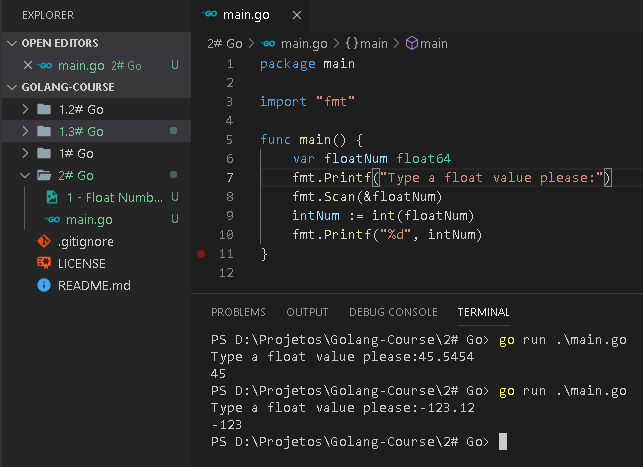 EXPLORER
OPEN EDITORS
main.go 2# Go U
GOLANG-COURSE
1.2# Go
1.3# Go
1# Go
2# Go
1 - Float Numb... U
main.go U
.gitignore
LICENSE
README.md
main.go
2# Go > main.go > {} main > main
1 package main
2
3 import "fmt"
4
5 func main() {
6 var floatNum float64
7 fmt.Printf("Type a float value please:")
8 fmt.Scan(&floatNum)
9 intNum := int(floatNum)
10 fmt.Printf("%d", intNum)
11 }
12
PROBLEMS OUTPUT DEBUG CONSOLE TERMINAL
PS D:\Projetos\Golang-Course\2# Go> go run .\main.go
Type a float value please:45.5454
45
PS D:\Projetos\Golang-Course\2# Go> go run .\main.go
Type a float value please:-123.12
-123
PS D:\Projetos\Golang-Course\2# Go>